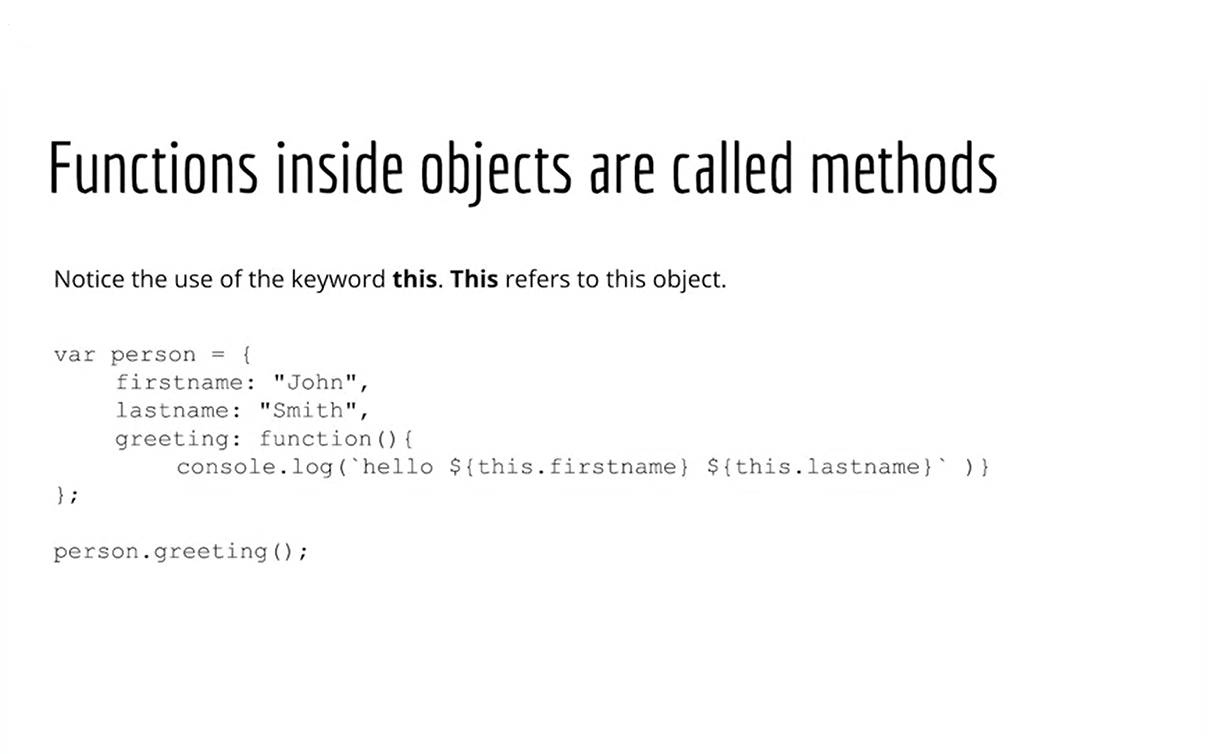 Functions inside objects are called methods
Notice the use of the keyword this. This refers to this object.
var person = {
firstname: "John",
lastname: "Smith",
greeting: function(){
console.log(`hello ${this.firstname} ${this.lastname}` )}
};
person.greeting();